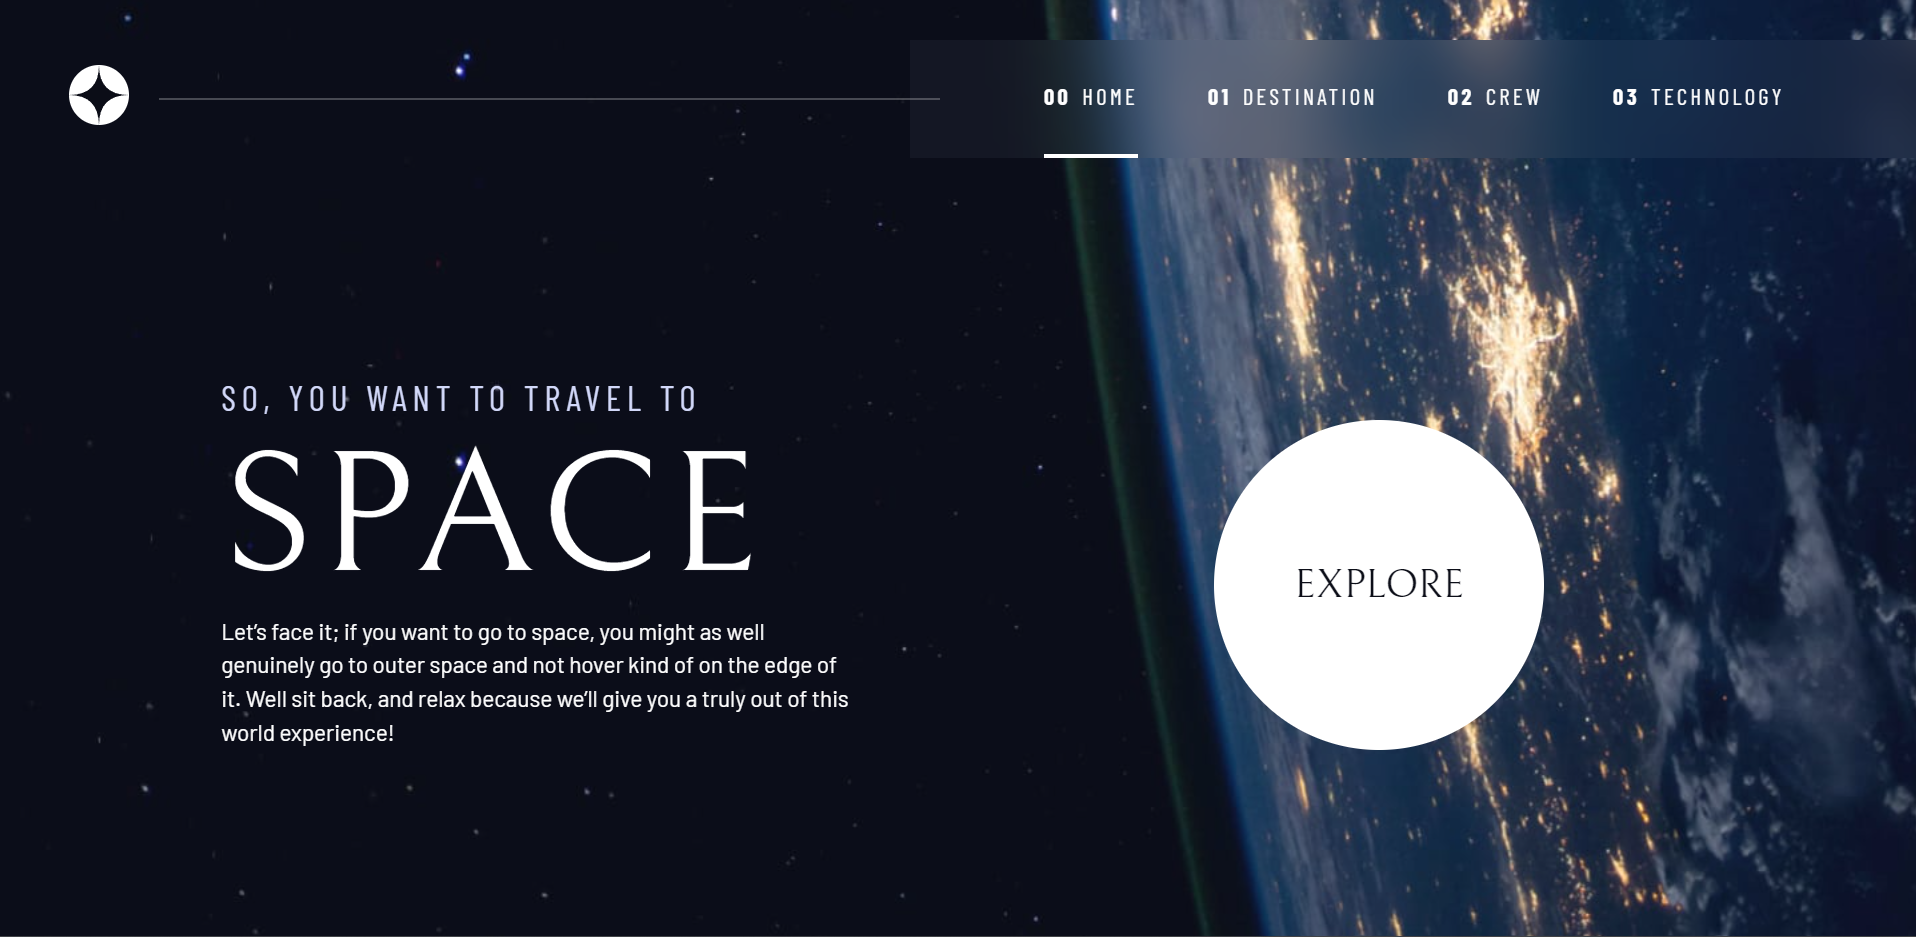 00 HOME 01 DESTINATION 02 CREW 03 TECHNOLOGY
SO, YOU WANT TO TRAVEL TO
SPACE
Let’s face it; if you want to go to space, you might as well
genuinely go to outer space and not hover kind of on the edge of
it. Well sit back, and relax because we’ll give you a truly out of this
world experience!
EXPLORE